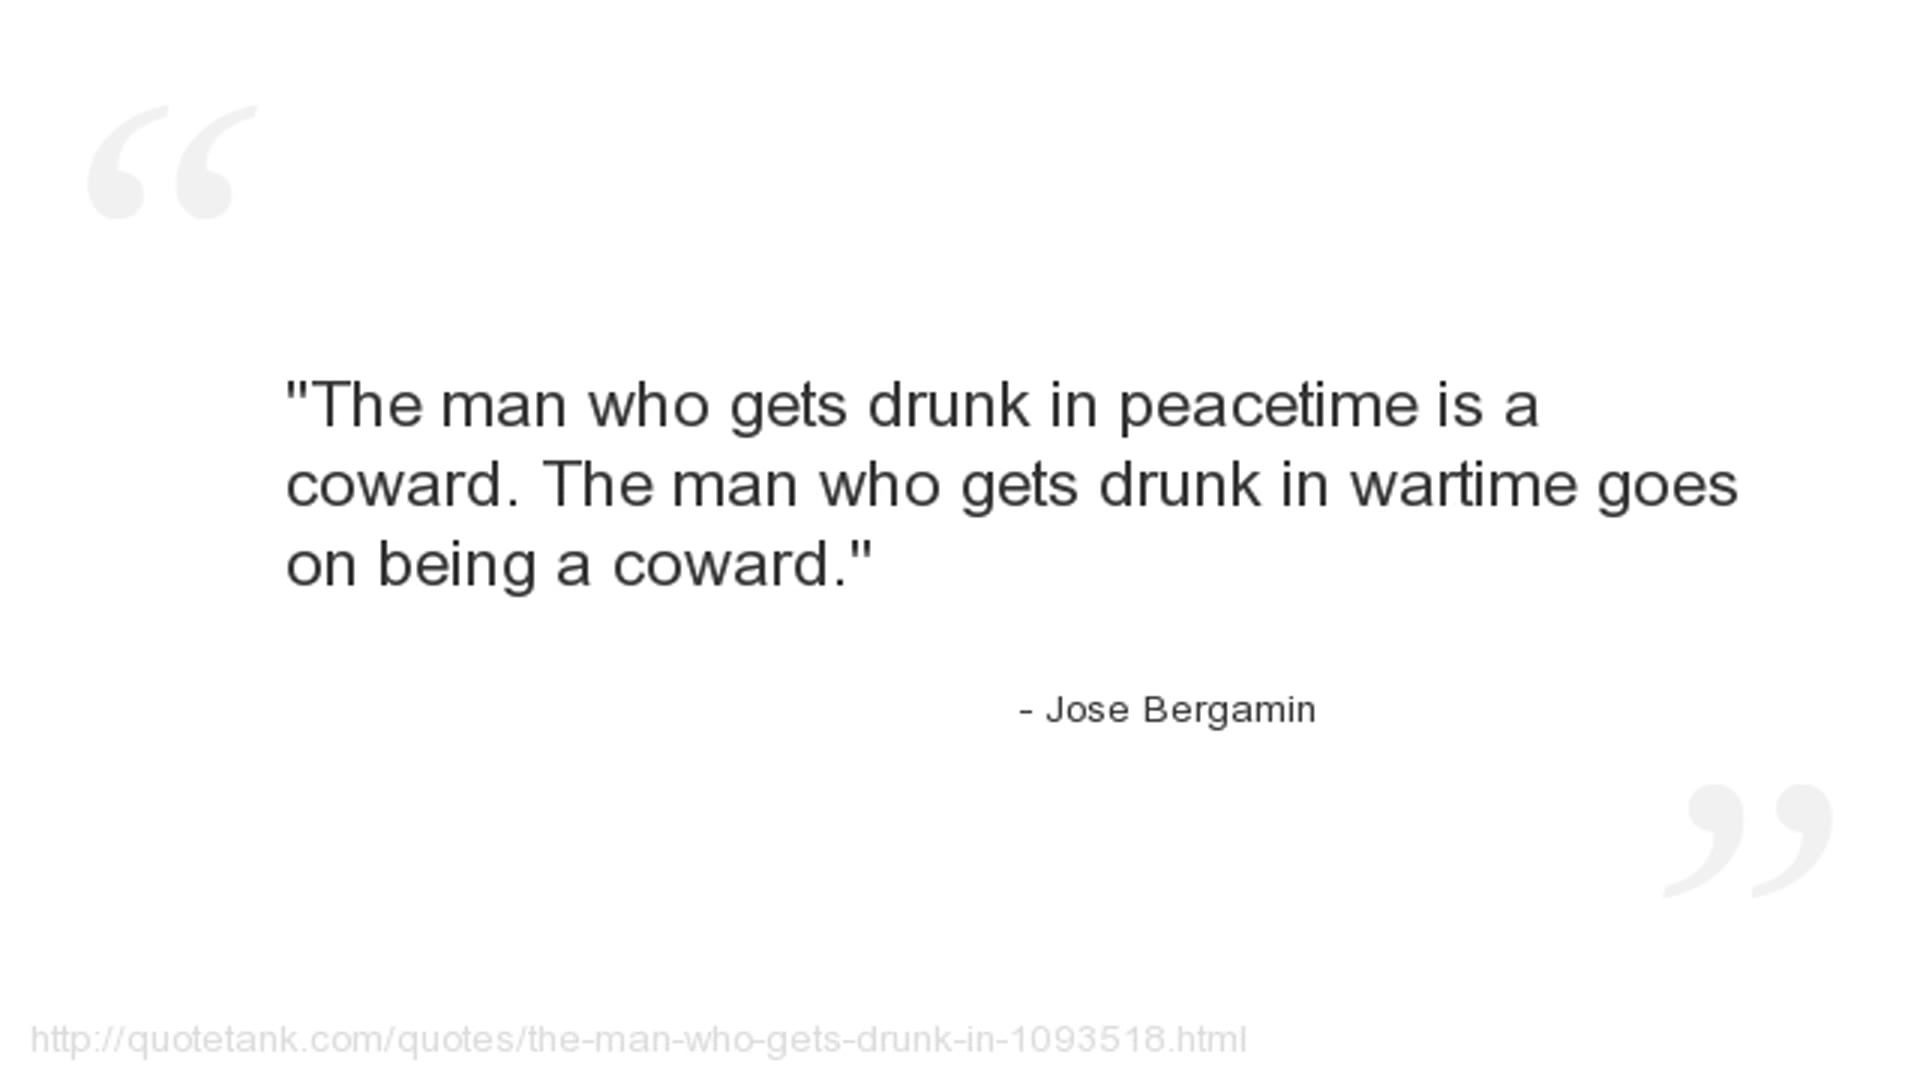 "The man who gets drunk in peacetime is a
coward. The man who gets drunk in wartime goes
on being a coward."
- Jose Bergamin
http://quotetank.com/quotes/the-man-who-gets-drunk-in-1093518.html